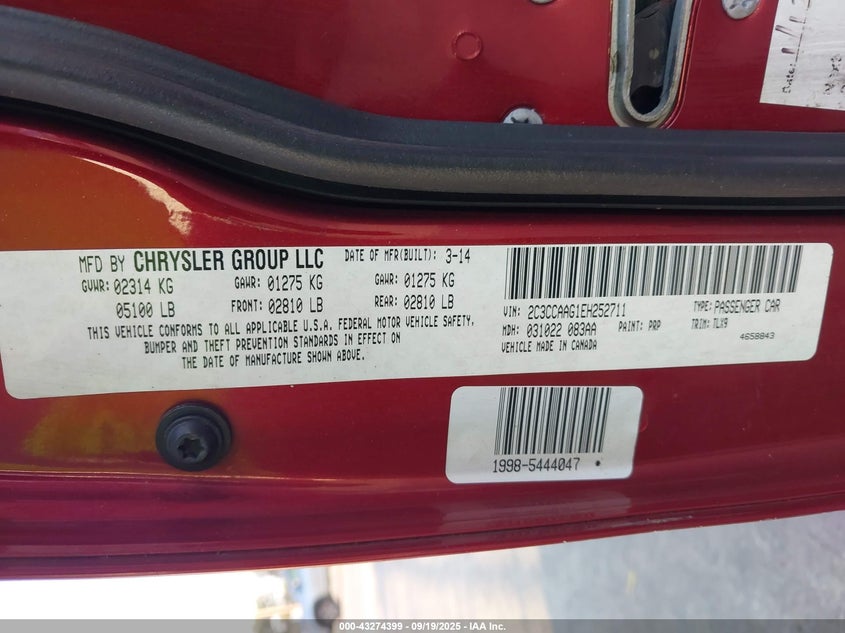 Date:
MFD BY CHRYSLER GROUP LLC DATE OF MFR(BUILT): 3-14
GVWR: 02314 KG GAWR: 01275 KG GAWR: 01275 KG
05100 LB FRONT: 02810 LB REAR: 02810 LB
THIS VEHICLE CONFORMS TO ALL APPLICABLE U.S.A. FEDERAL MOTOR VEHICLE SAFETY,
BUMPER AND THEFT PREVENTION STANDARDS IN EFFECT ON
THE DATE OF MANUFACTURE SHOWN ABOVE.
VIN: 2C3CCAAG1EH252711 TYPE: PASSENGER CAR
MDH: 031022 083AA PAINT: PRP TRIM: TLX9
VEHICLE MADE IN CANADA 4658843
1998-5444047
000-43274399 - 09/19/2025 - IAA Inc.